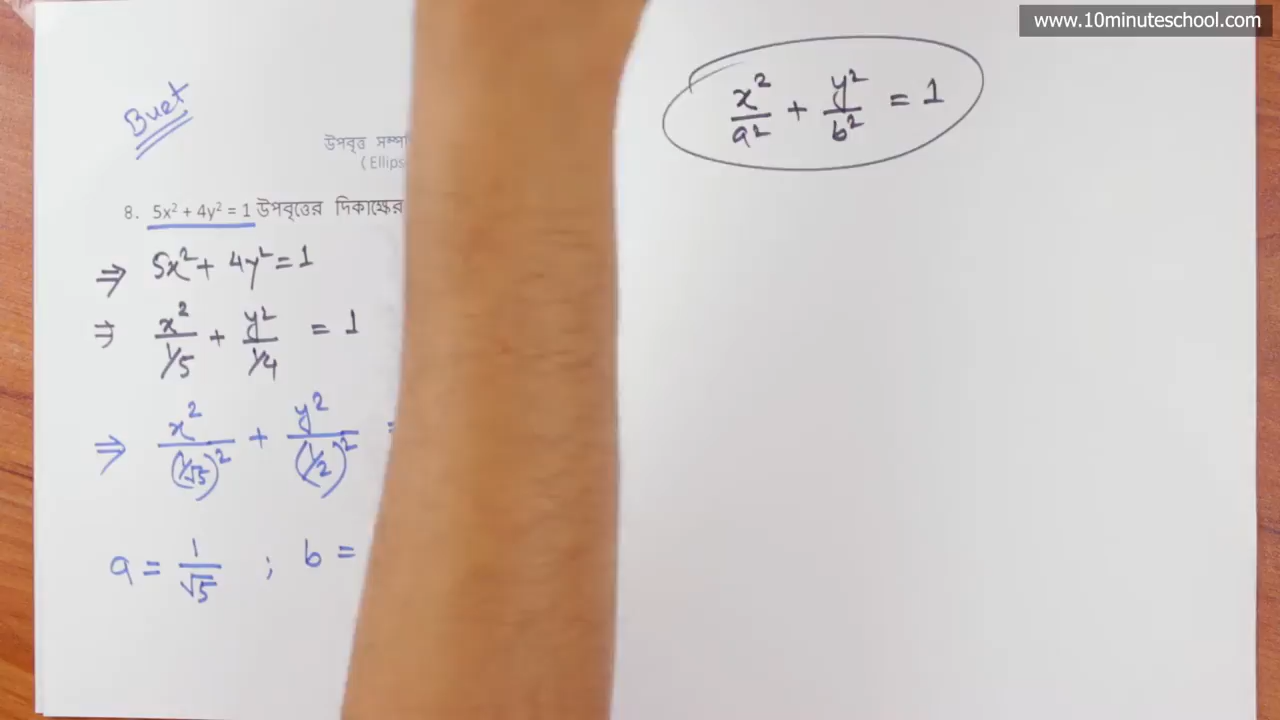 www.10minuteschool.com
Buet
উপবৃত্ত
(Ellips
8. 5x² + 4y² = 1 উপবৃত্তের দিকাক্ষের
⇒ 5x² + 4y² = 1
⇒ x²/1/5 + y²/1/4 = 1
⇒ x²/(1/√5)² + y²/(1/2)² =
a = 1/√5 ; b =
x²/a² + y²/b² = 1